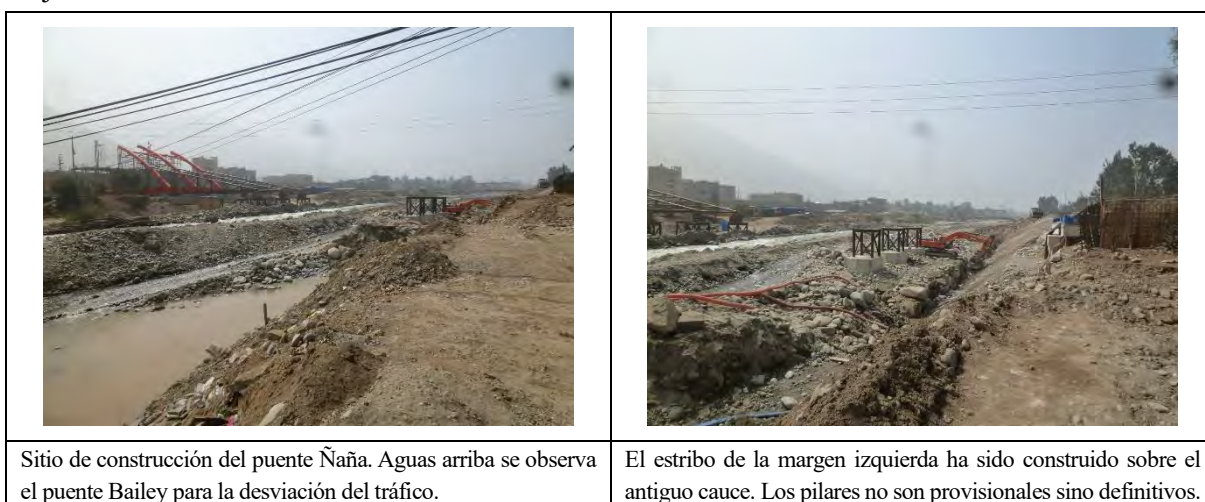 Sitio de construcción del puente Ñaña. Aguas arriba se observa
el puente Bailey para la desviación del tráfico.
El estribo de la margen izquierda ha sido construido sobre el
antiguo cauce. Los pilares no son provisionales sino definitivos.